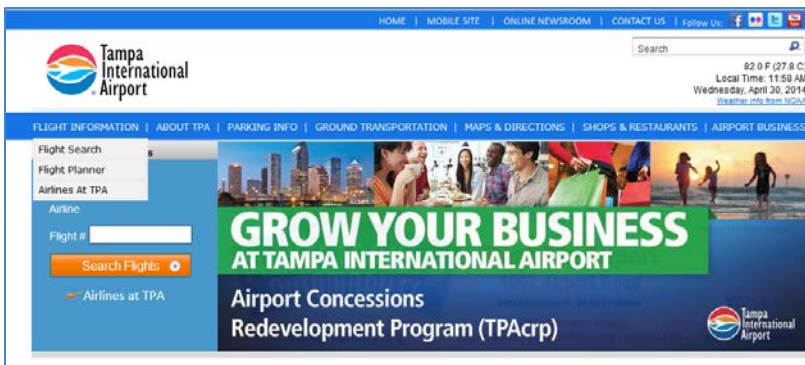 HOME | MOBILE SITE | ONLINE NEWSROOM | CONTACT US | Follow Us:
Tampa
International
Airport
Search
82.0 F (27.8 C)
Local Time: 11:58 AM
Wednesday, April 30, 2014
Weather info from NOAA
FLIGHT INFORMATION | ABOUT TPA | PARKING INFO | GROUND TRANSPORTATION | MAPS & DIRECTIONS | SHOPS & RESTAURANTS | AIRPORT BUSINESS
Flight Search
Flight Planner
Airlines At TPA
Airline
Flight #
Search Flights
Airlines at TPA
GROW YOUR BUSINESS
AT TAMPA INTERNATIONAL AIRPORT
Airport Concessions
Redevelopment Program (TPAcrp)
Tampa
International
Airport